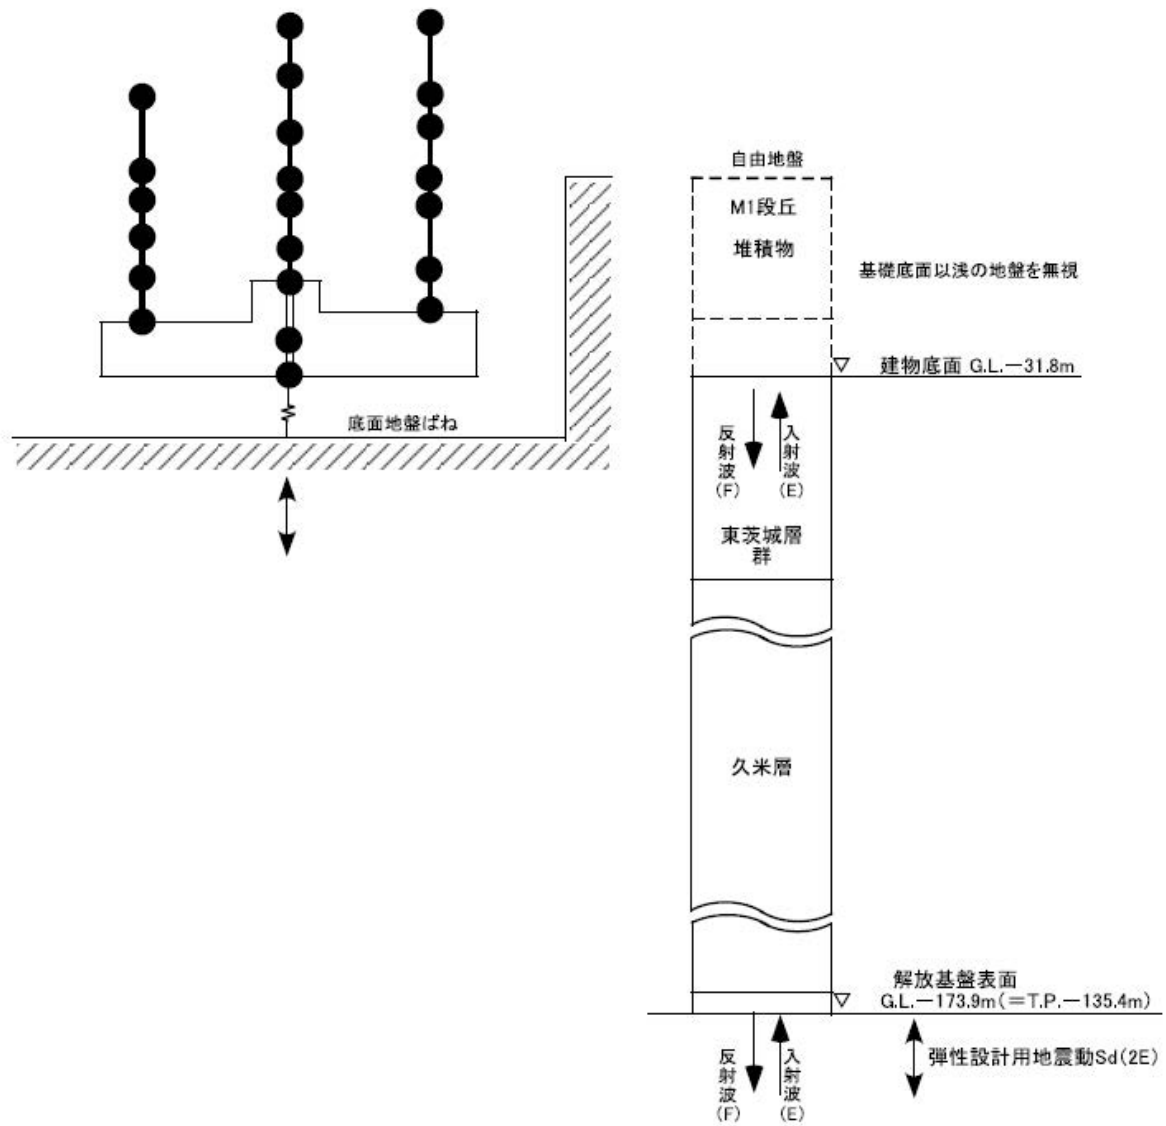 自由地盤
M1段丘
堆積物
基礎底面以浅の地盤を無視
建物底面 G.L.－31.8m
底面地盤ばね
反射波(F)
入射波(E)
東茨城層
群
久米層
解放基盤表面
G.L.－173.9m(＝T.P.－135.4m)
反射波(F)
入射波(E)
弾性設計用地震動Sd(2E)